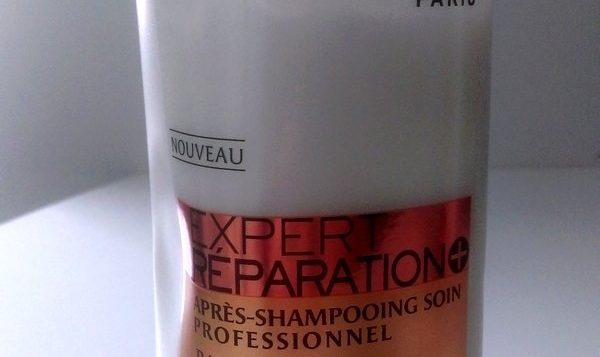 PARIS
NOUVEAU
EXPERT
RÉPARATION+
APRÈS-SHAMPOOING SOIN
PROFESSIONNEL